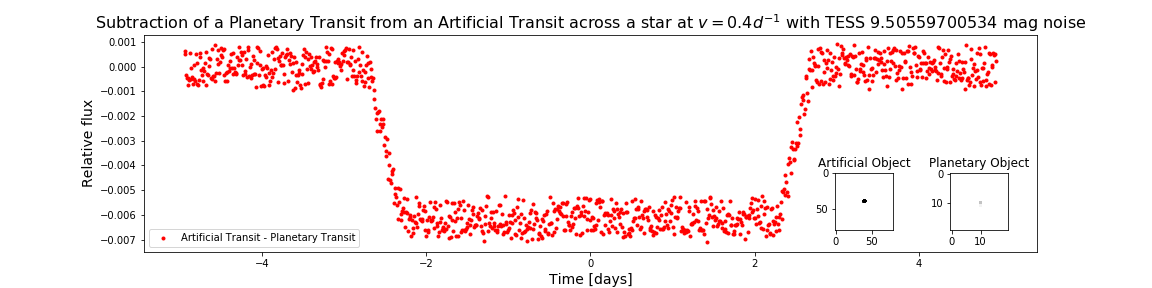 Subtraction of a Planetary Transit from an Artificial Transit across a star at v = 0.4d⁻¹ with TESS 9.50559700534 mag noise
Relative flux
0.001
0.000
−0.001
−0.002
−0.003
−0.004
−0.005
−0.006
−0.007
Artificial Transit - Planetary Transit
Artificial Object
0
50
0 50
Planetary Object
0
10
0 10
−4 −2 0 2 4
Time [days]